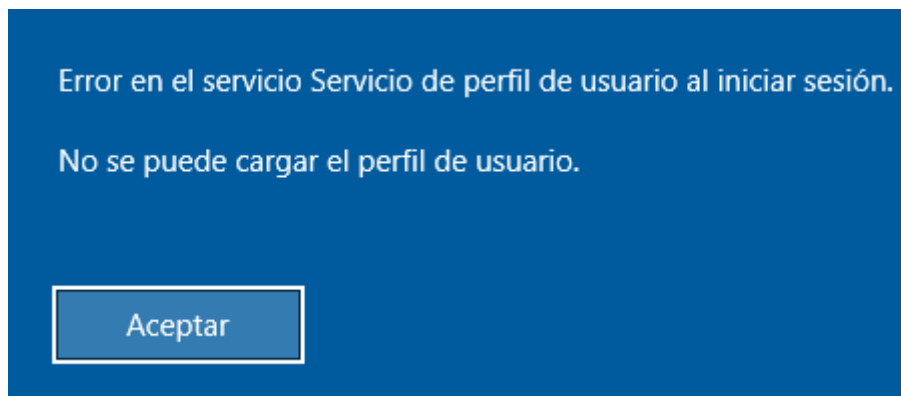 Error en el servicio Servicio de perfil de usuario al iniciar sesión.
No se puede cargar el perfil de usuario.
Aceptar